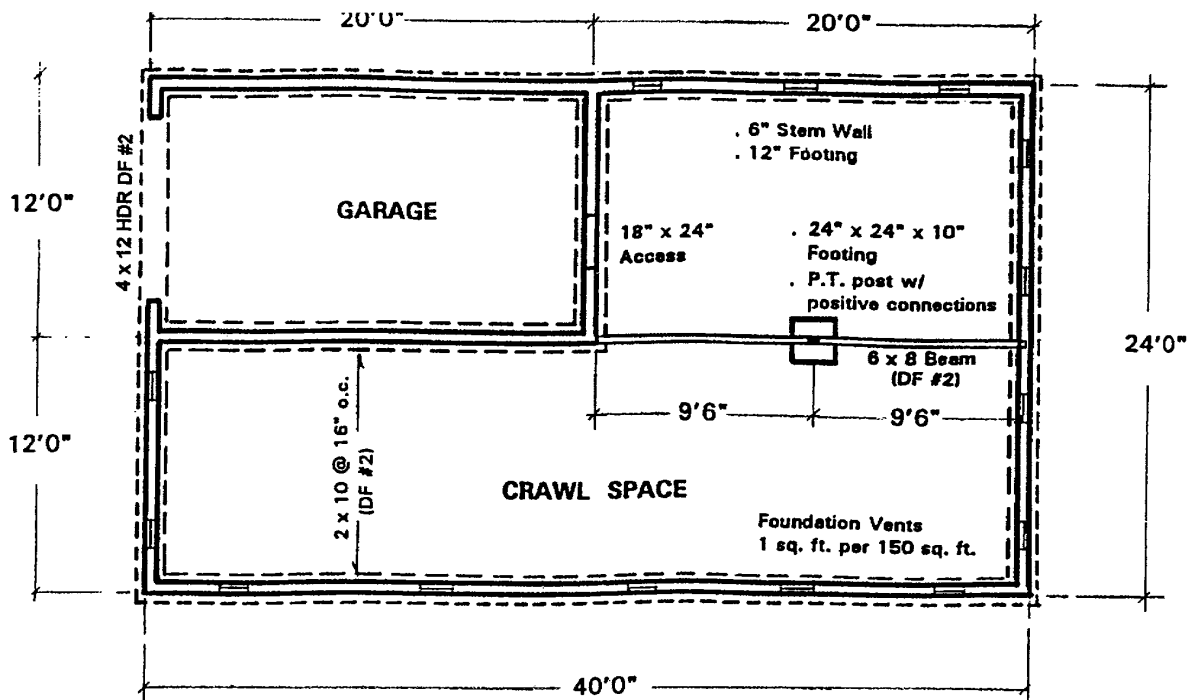 20'0"
20'0"
. 6" Stem Wall
. 12" Footing
4 x 12 HDR DF #2
12'0"
GARAGE
18" x 24"
Access
. 24" x 24" x 10"
Footing
. P.T. post w/
positive connections
24'0"
6 x 8 Beam
(DF #2)
9'6"
9'6"
12'0"
2 x 10 @ 16" o.c.
(DF #2)
CRAWL SPACE
Foundation Vents
1 sq. ft. per 150 sq. ft.
40'0"